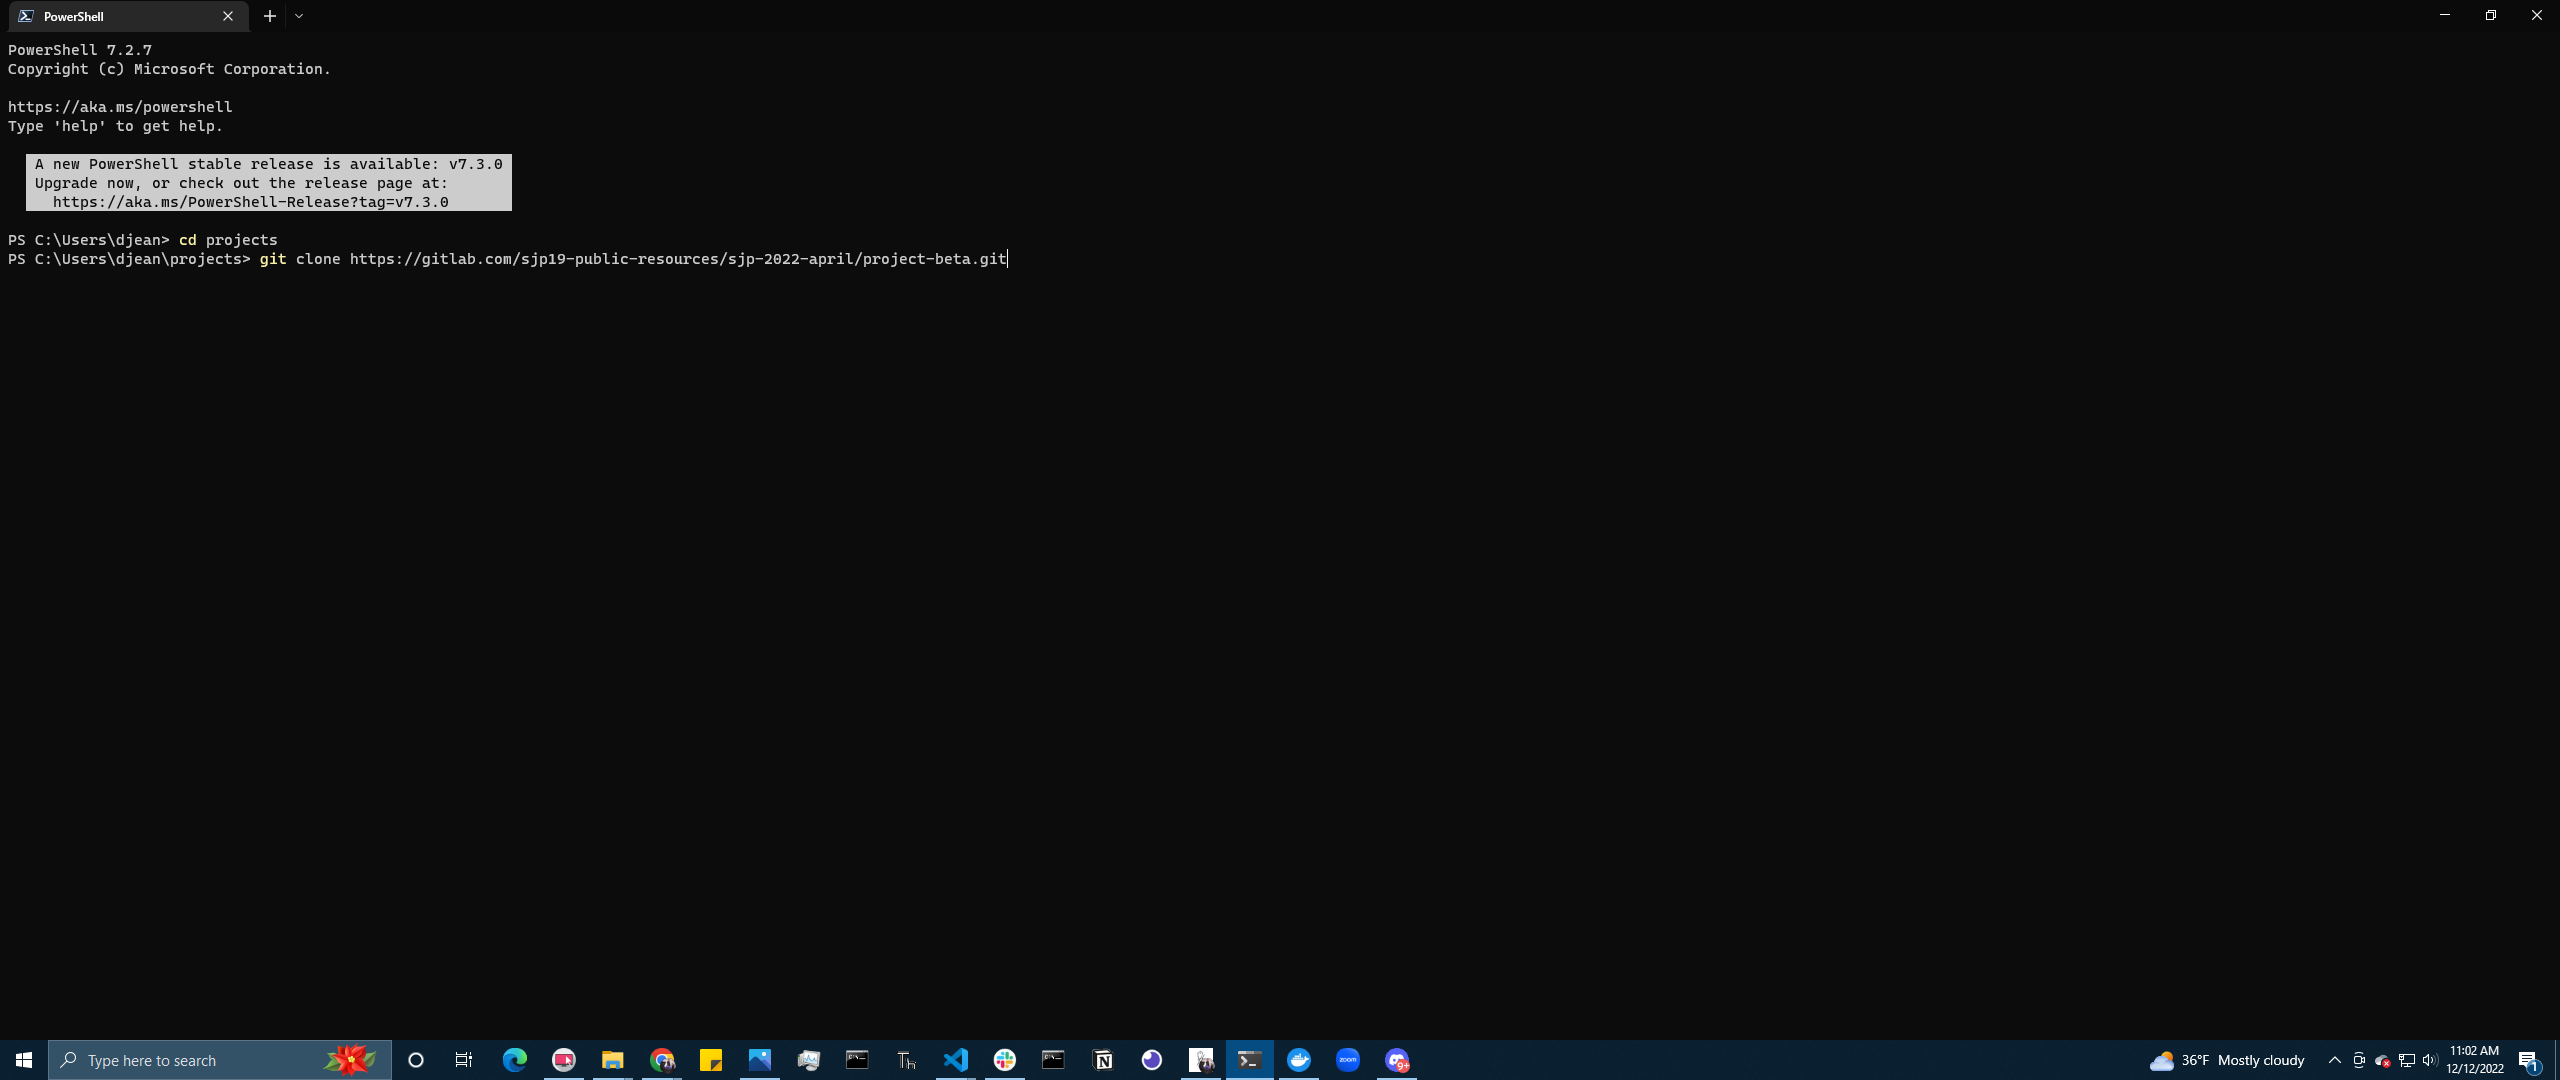 PowerShell
PowerShell 7.2.7
Copyright (c) Microsoft Corporation.
https://aka.ms/powershell
Type 'help' to get help.
A new PowerShell stable release is available: v7.3.0
Upgrade now, or check out the release page at:
https://aka.ms/PowerShell-Release?tag=v7.3.0
PS C:\Users\djean> cd projects
PS C:\Users\djean\projects> git clone https://gitlab.com/sjp19-public-resources/sjp-2022-april/project-beta.git
Type here to search
zoom
9+
36°F Mostly cloudy
11:02 AM
12/12/2022
1